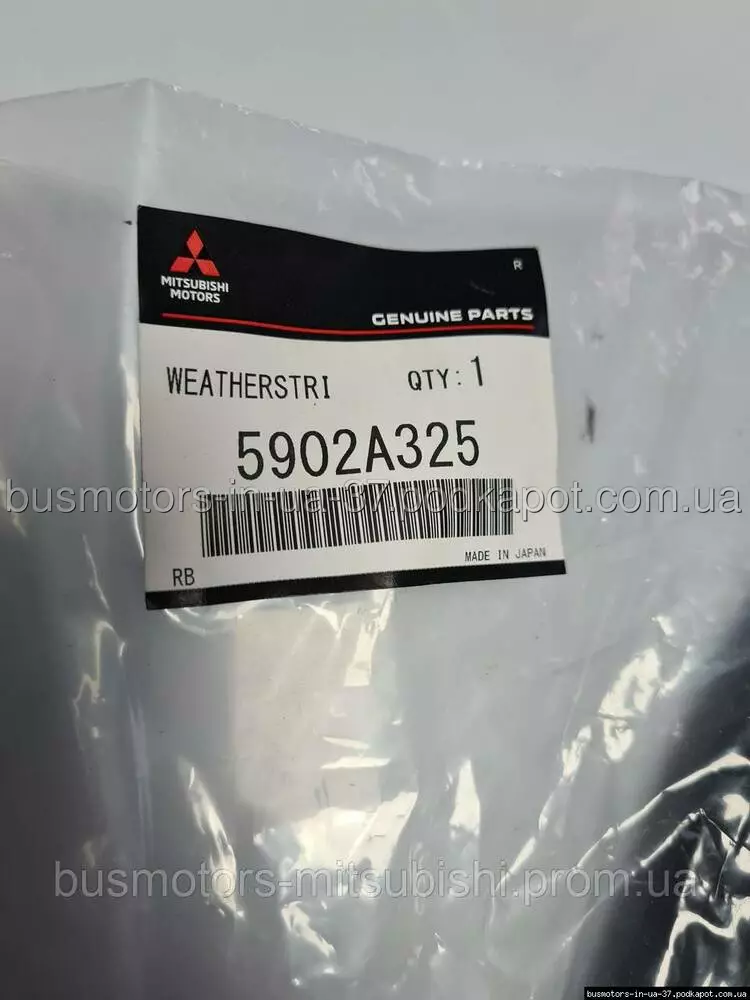 R
MITSUBISHI
MOTORS
GENUINE PARTS
WEATHERSTRI QTY: 1
5902A325
busmotors-in-ua-37.podkapot.com.ua
MADE IN JAPAN
RB
busmotors-mitsubishi.prom.ua
busmotors-in-ua-37.podkapot.com.ua